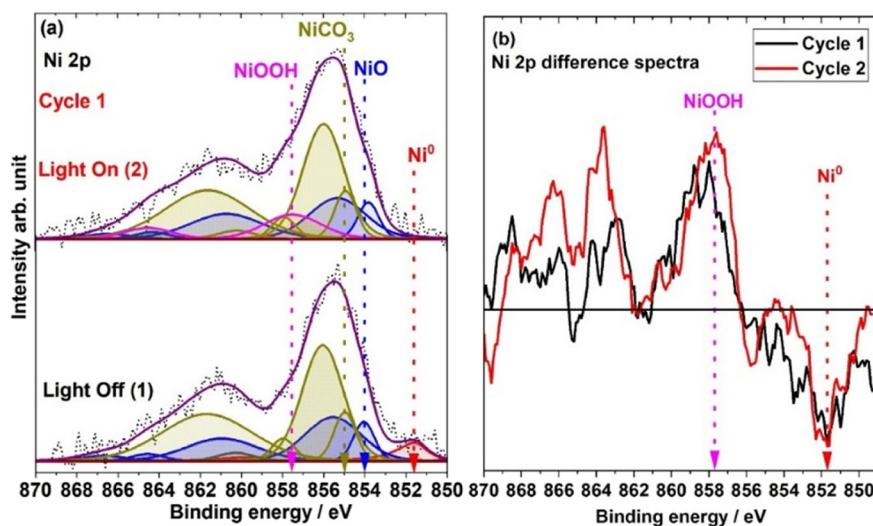 (a)
Ni 2p
Cycle 1
Light On (2)
NiOOH
NiCO₃
NiO
Ni⁰
Light Off (1)
870 868 866 864 862 860 858 856 854 852 850
Binding energy / eV
Intensity arb. unit
(b)
Ni 2p difference spectra
Cycle 1
Cycle 2
NiOOH
Ni⁰
870 868 866 864 862 860 858 856 854 852 850
Binding energy / eV